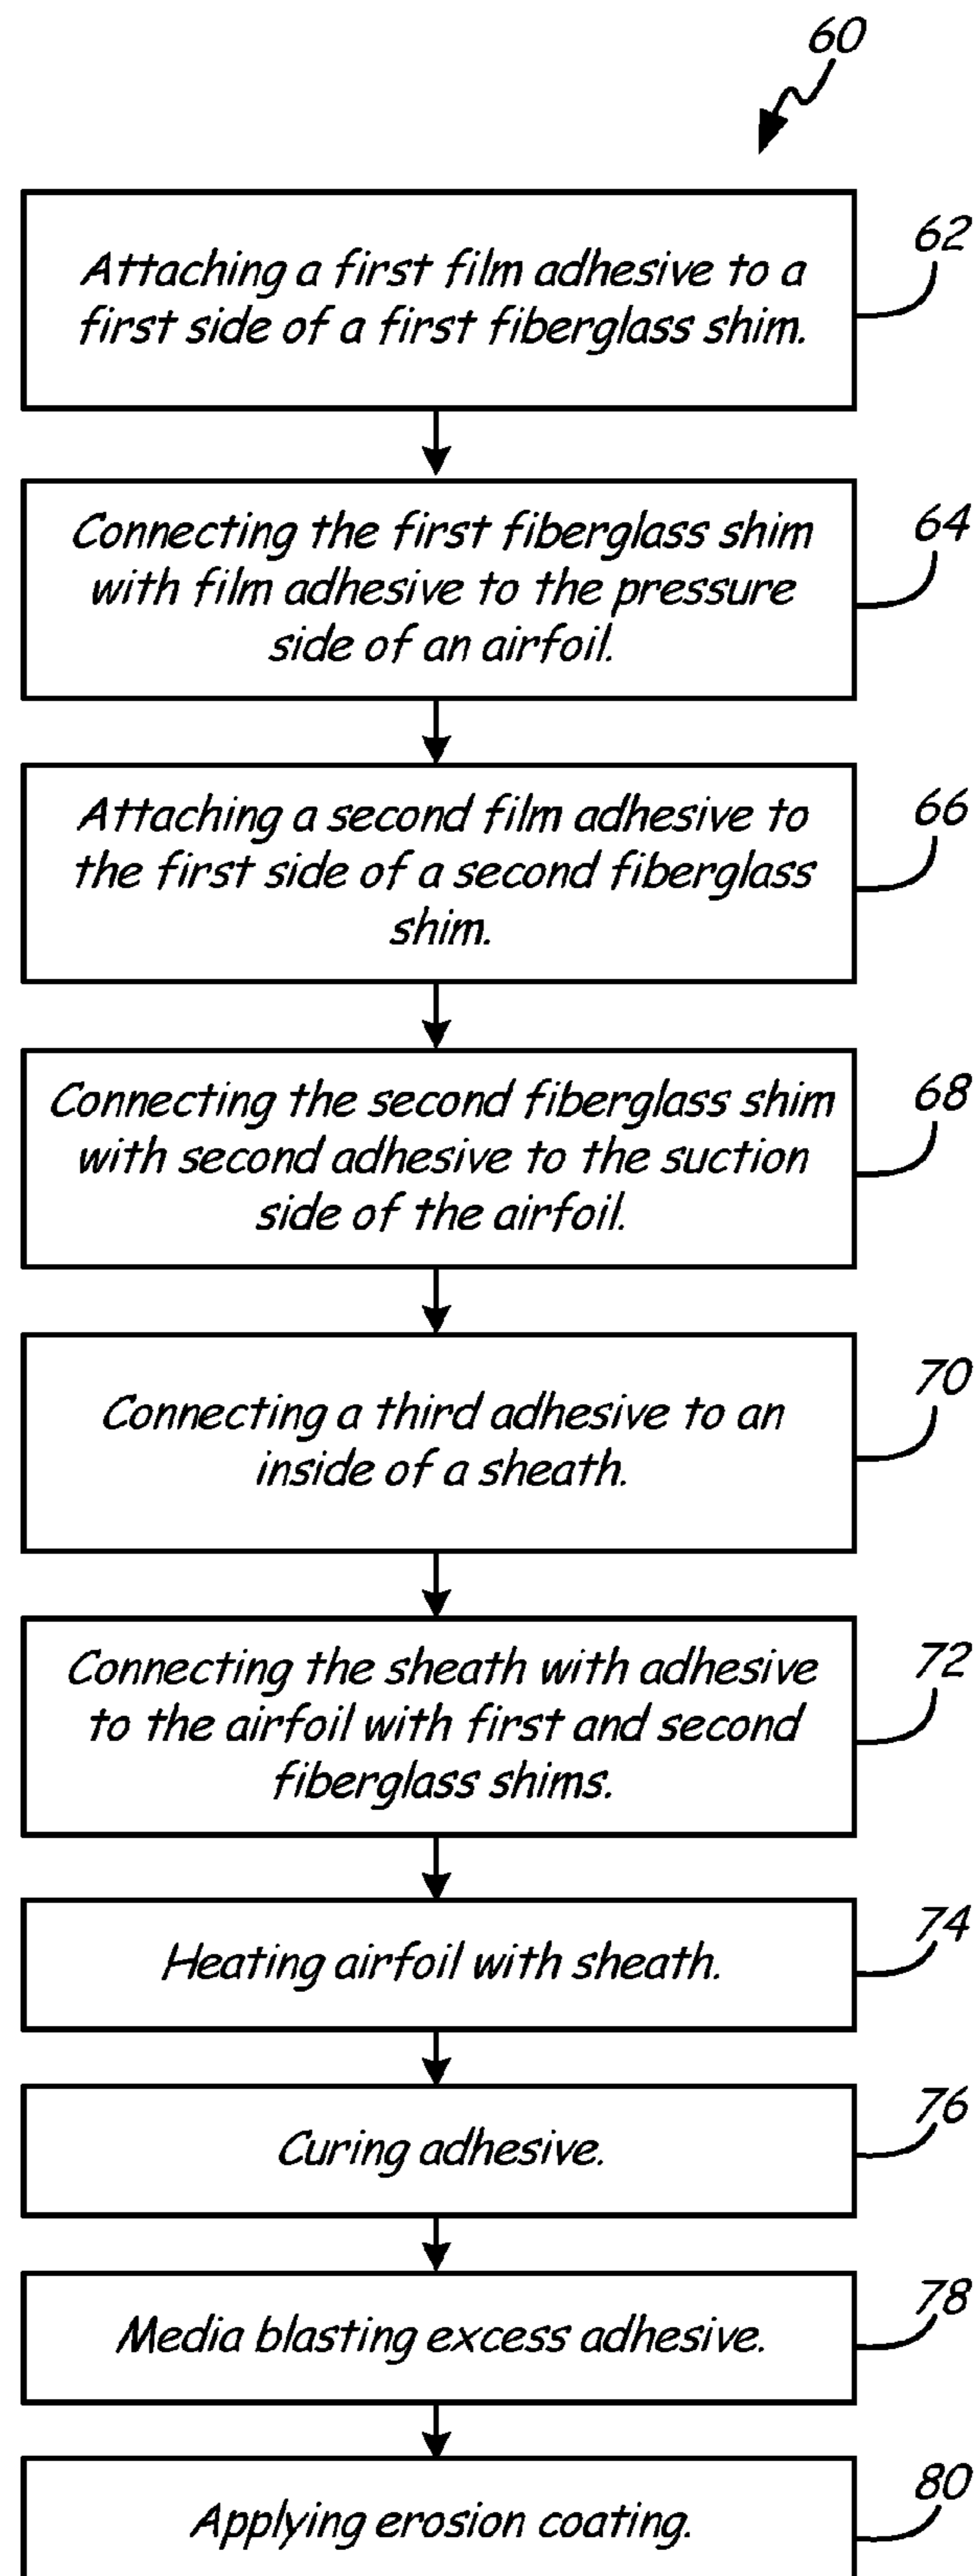 60
Attaching a first film adhesive to a
first side of a first fiberglass shim.
62
Connecting the first fiberglass shim
with film adhesive to the pressure
side of an airfoil.
64
Attaching a second film adhesive to
the first side of a second fiberglass
shim.
66
Connecting the second fiberglass shim
with second adhesive to the suction
side of the airfoil.
68
Connecting a third adhesive to an
inside of a sheath.
70
Connecting the sheath with adhesive
to the airfoil with first and second
fiberglass shims.
72
Heating airfoil with sheath.
74
Curing adhesive.
76
Media blasting excess adhesive.
78
Applying erosion coating.
80